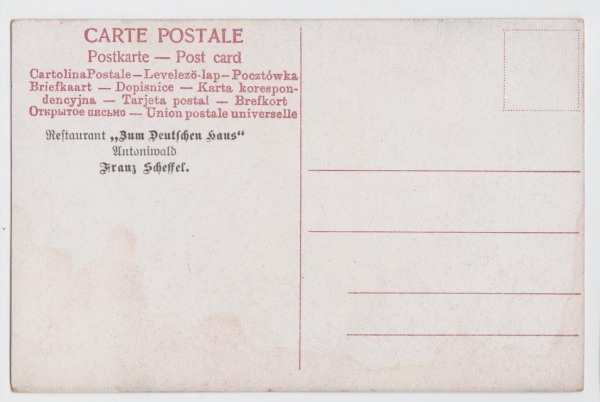 CARTE POSTALE
Postkarte — Post card
CartolinaPostale—Levelező-lap—Pocztówka
Briefkaart — Dopisnice — Karta korespon-
dencyjna — Tarjeta postal — Brefkort
Открытое письмо — Union postale universelle
Restaurant „Zum Deutschen Haus“
Antoniwald
Franz Scheffel.